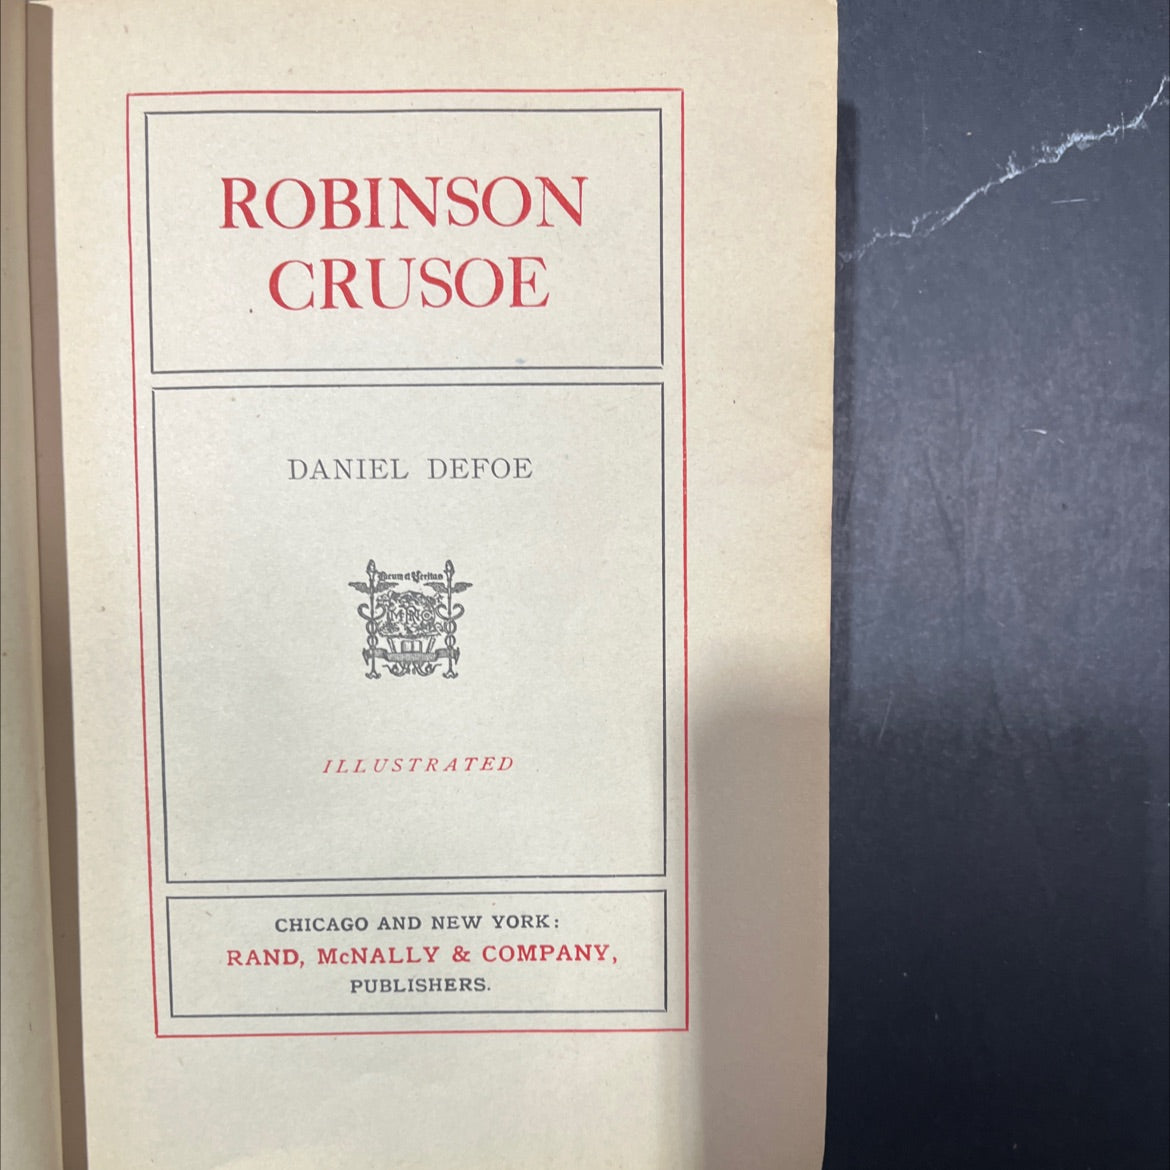 ROBINSON
CRUSOE
DANIEL DEFOE
ILLUSTRATED
CHICAGO AND NEW YORK:
RAND, McNALLY & COMPANY,
PUBLISHERS.